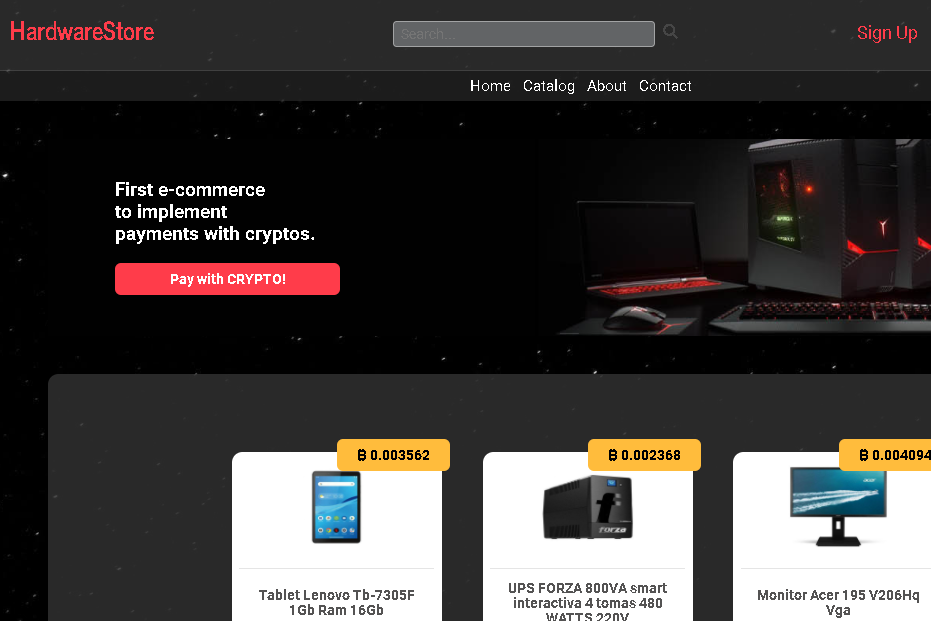 HardwareStore
Search...
Sign Up
Home Catalog About Contact
First e-commerce
to implement
payments with cryptos.
Pay with CRYPTO!
₿ 0.003562
₿ 0.002368
₿ 0.004094
forza
acer
Tablet Lenovo Tb-7305F
1Gb Ram 16Gb
UPS FORZA 800VA smart
interactiva 4 tomas 480
WATTS 220V
Monitor Acer 195 V206Hq
Vga